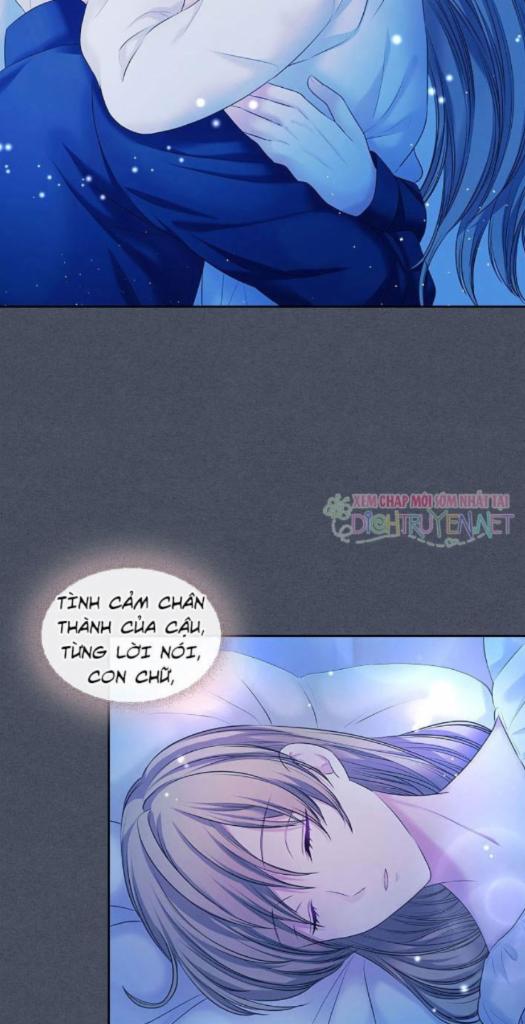 XEM CHAP MỚI SỚM NHẤT TẠI
DICHTRUYEN.NET
TÌNH CẢM CHÂN
THÀNH CỦA CẬU,
TỪNG LỜI NÓI,
CON CHỮ,